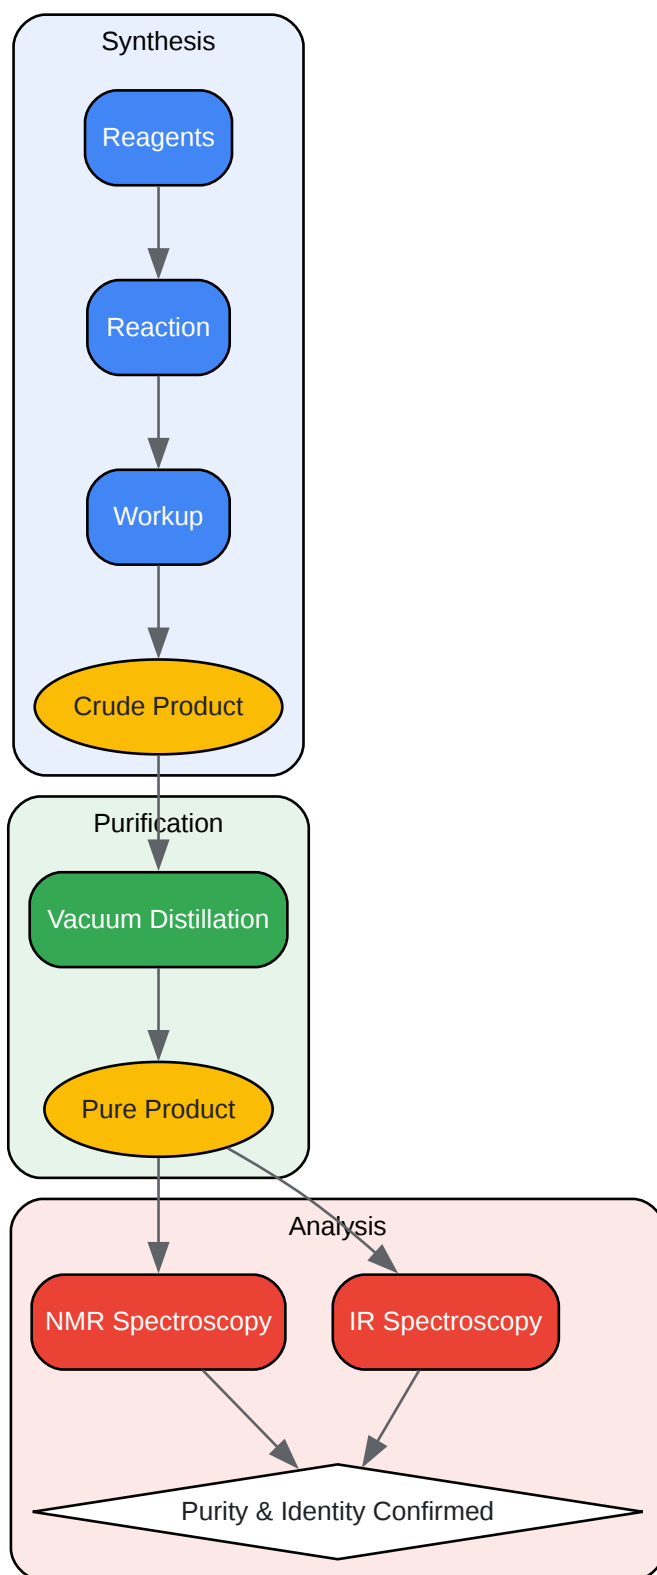 Synthesis
Reagents
Reaction
Workup
Crude Product
Purification
Vacuum Distillation
Pure Product
Analysis
NMR Spectroscopy
IR Spectroscopy
Purity & Identity Confirmed